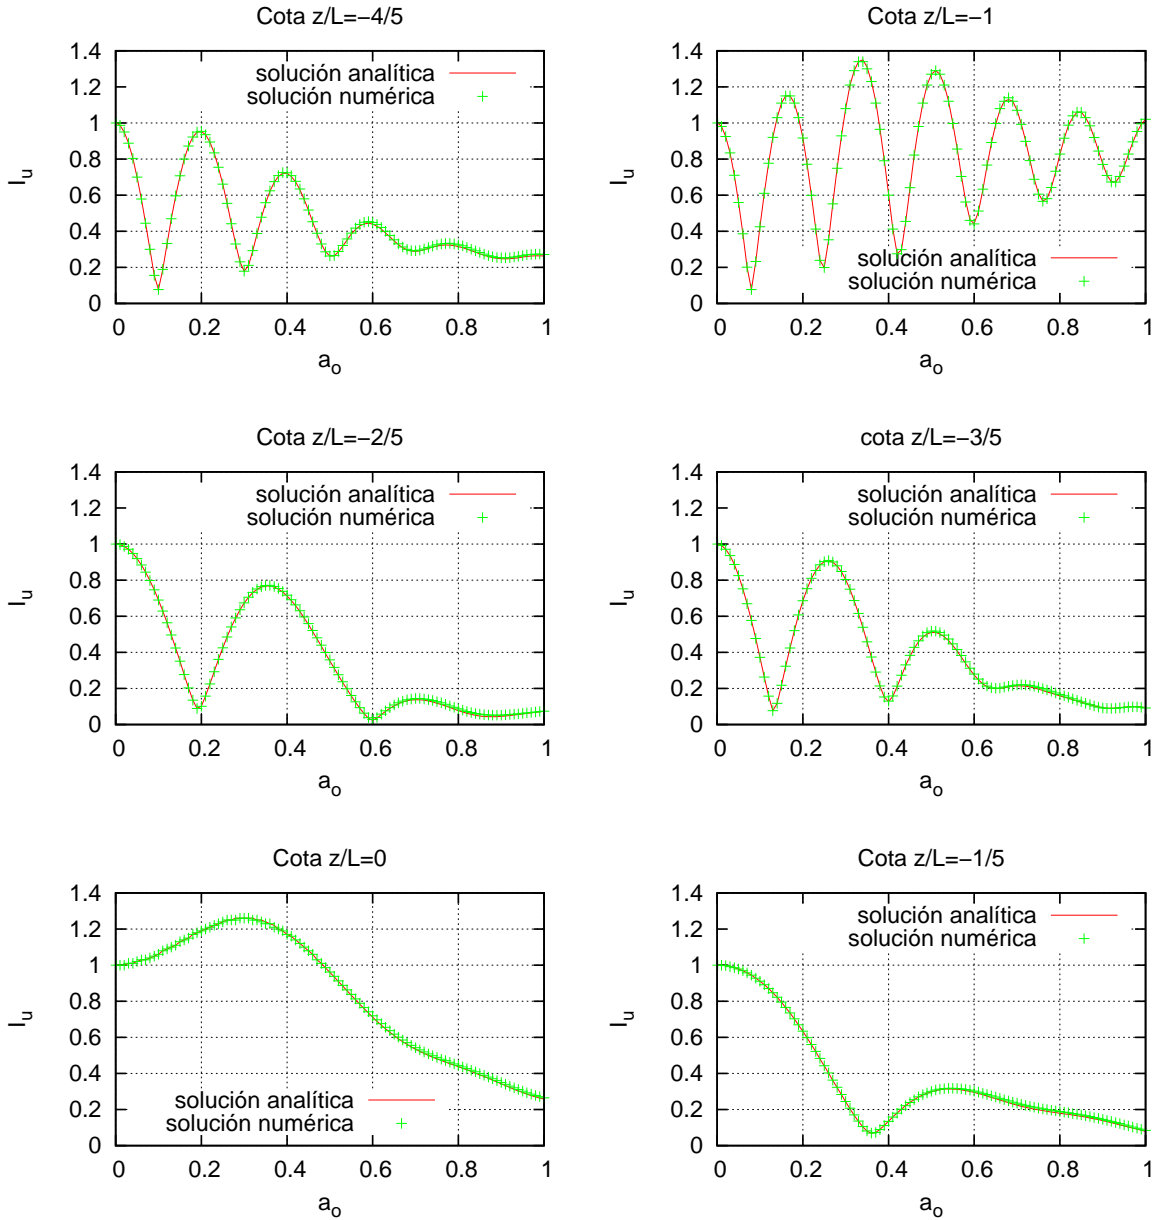 Cota z/L=−4/5
1.4
1.2
1
0.8
0.6
0.4
0.2
0
I_u
solución analítica
solución numérica
0 0.2 0.4 0.6 0.8 1
a_o
Cota z/L=−1
1.4
1.2
1
0.8
0.6
0.4
0.2
0
I_u
solución analítica
solución numérica
0 0.2 0.4 0.6 0.8 1
a_o
Cota z/L=−2/5
1.4
1.2
1
0.8
0.6
0.4
0.2
0
I_u
solución analítica
solución numérica
0 0.2 0.4 0.6 0.8 1
a_o
cota z/L=−3/5
1.4
1.2
1
0.8
0.6
0.4
0.2
0
I_u
solución analítica
solución numérica
0 0.2 0.4 0.6 0.8 1
a_o
Cota z/L=0
1.4
1.2
1
0.8
0.6
0.4
0.2
0
I_u
solución analítica
solución numérica
0 0.2 0.4 0.6 0.8 1
a_o
Cota z/L=−1/5
1.4
1.2
1
0.8
0.6
0.4
0.2
0
I_u
solución analítica
solución numérica
0 0.2 0.4 0.6 0.8 1
a_o